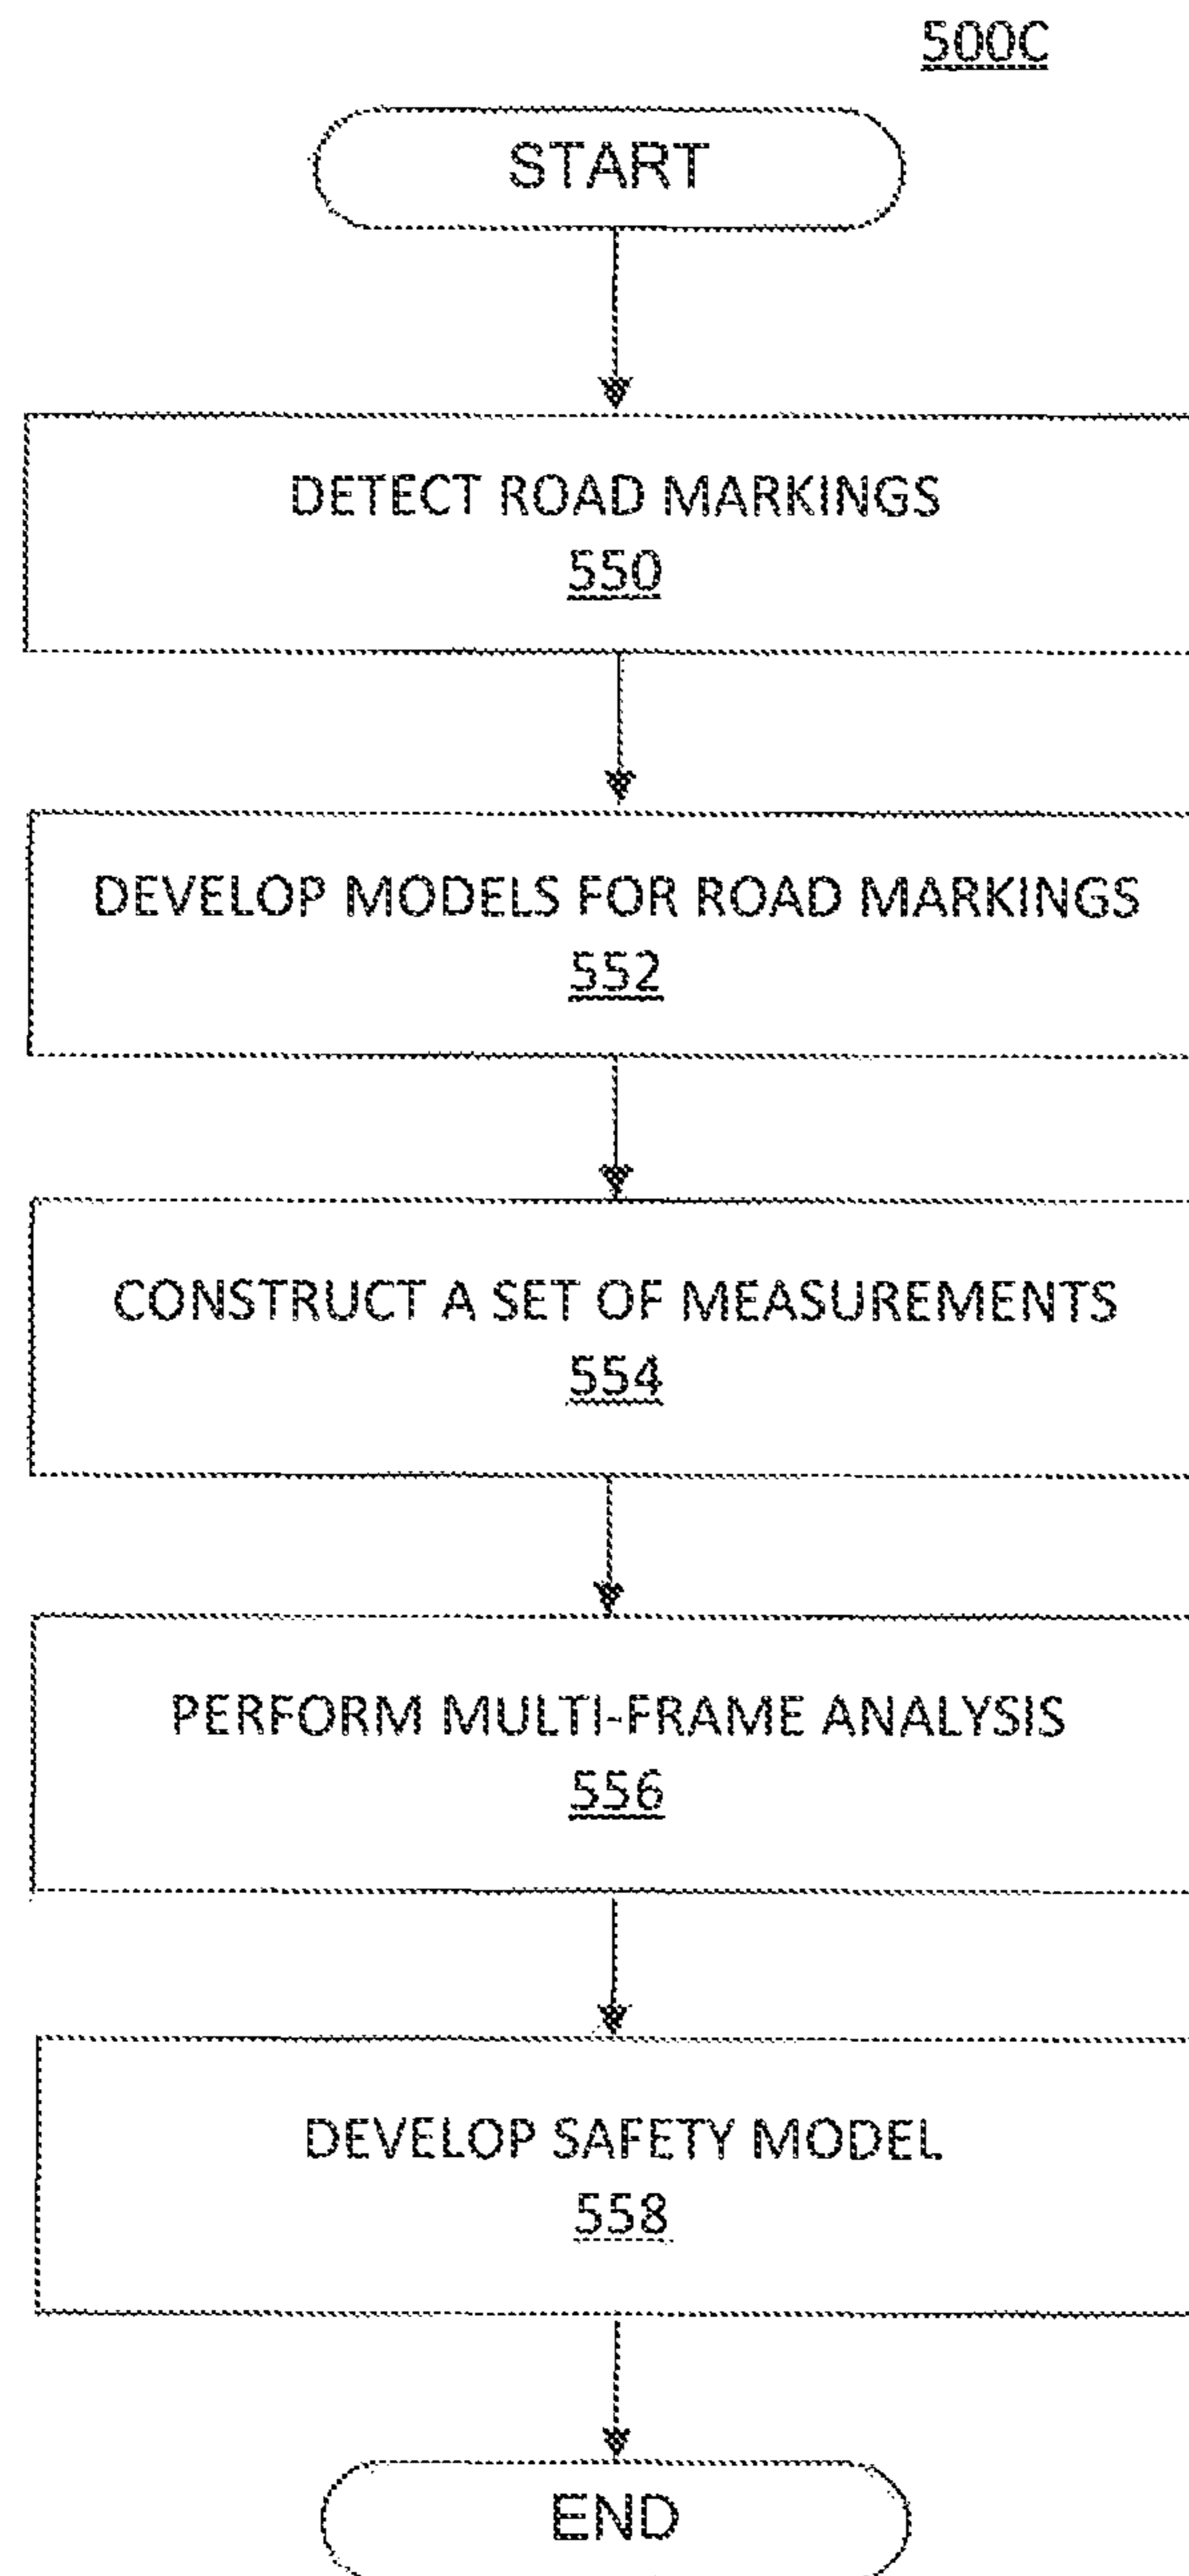 500C
START
DETECT ROAD MARKINGS
550
DEVELOP MODELS FOR ROAD MARKINGS
552
CONSTRUCT A SET OF MEASUREMENTS
554
PERFORM MULTI-FRAME ANALYSIS
556
DEVELOP SAFETY MODEL
558
END